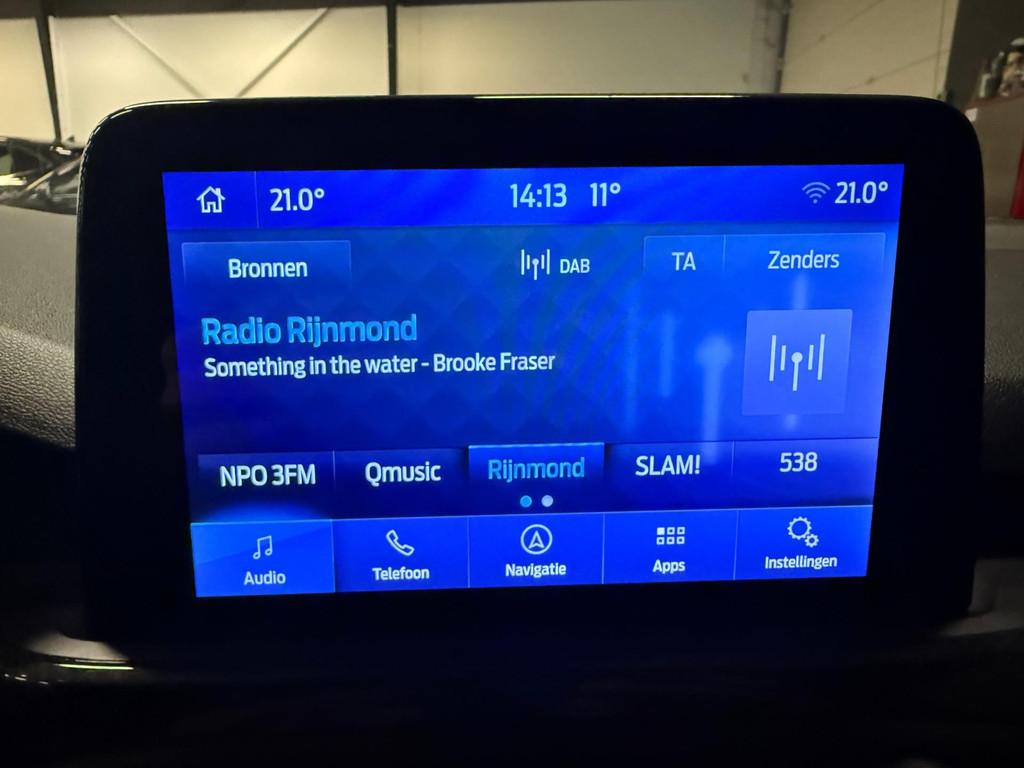 21.0° 14:13 11° 21.0°
Bronnen DAB TA Zenders
Radio Rijnmond
Something in the water - Brooke Fraser
NPO 3FM Qmusic Rijnmond SLAM! 538
Audio Telefoon Navigatie Apps Instellingen